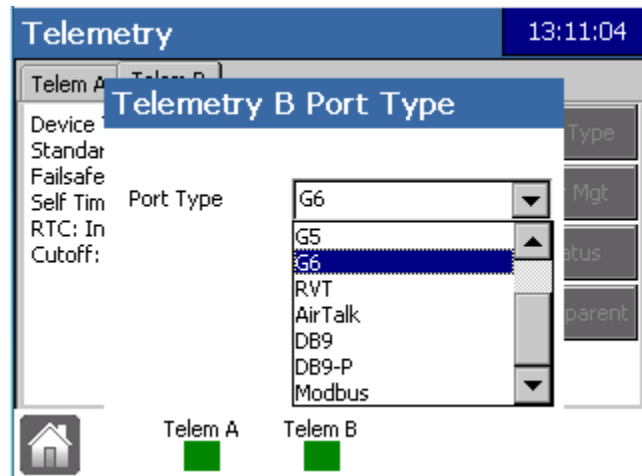 Telemetry
13:11:04
Telem A
Telem B
Telemetry B Port Type
Device
Standar
Failsafe
Self Tim
RTC: In
Cutoff:
Type
Mgt
atus
parent
Port Type
G6
G5
G6
RVT
AirTalk
DB9
DB9-P
Modbus
Telem A
Telem B